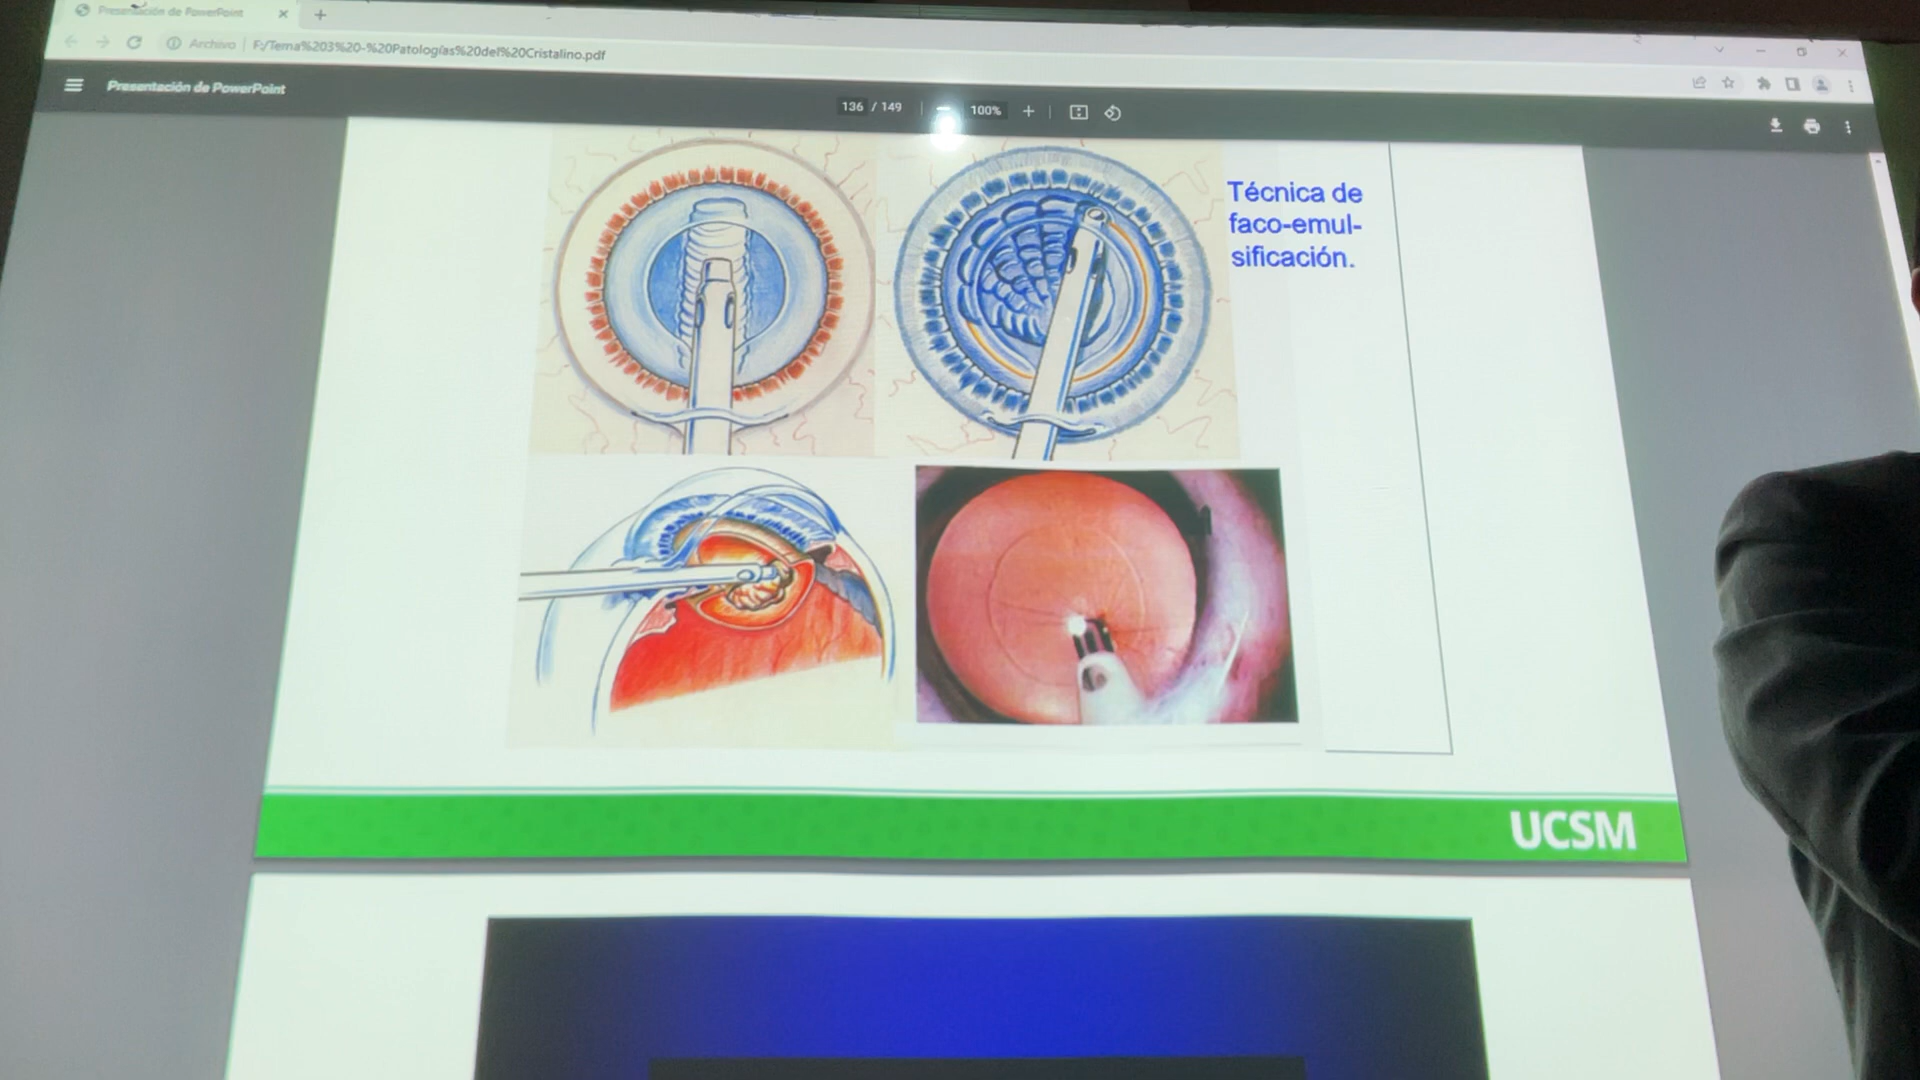 Presentación de PowerPoint
Archivo F:/Tema%203%20-%20Patologías%20del%20Cristalino.pdf
Presentación de PowerPoint
136 / 149
100%
Técnica de
faco-emul-
sificación.
UCSM